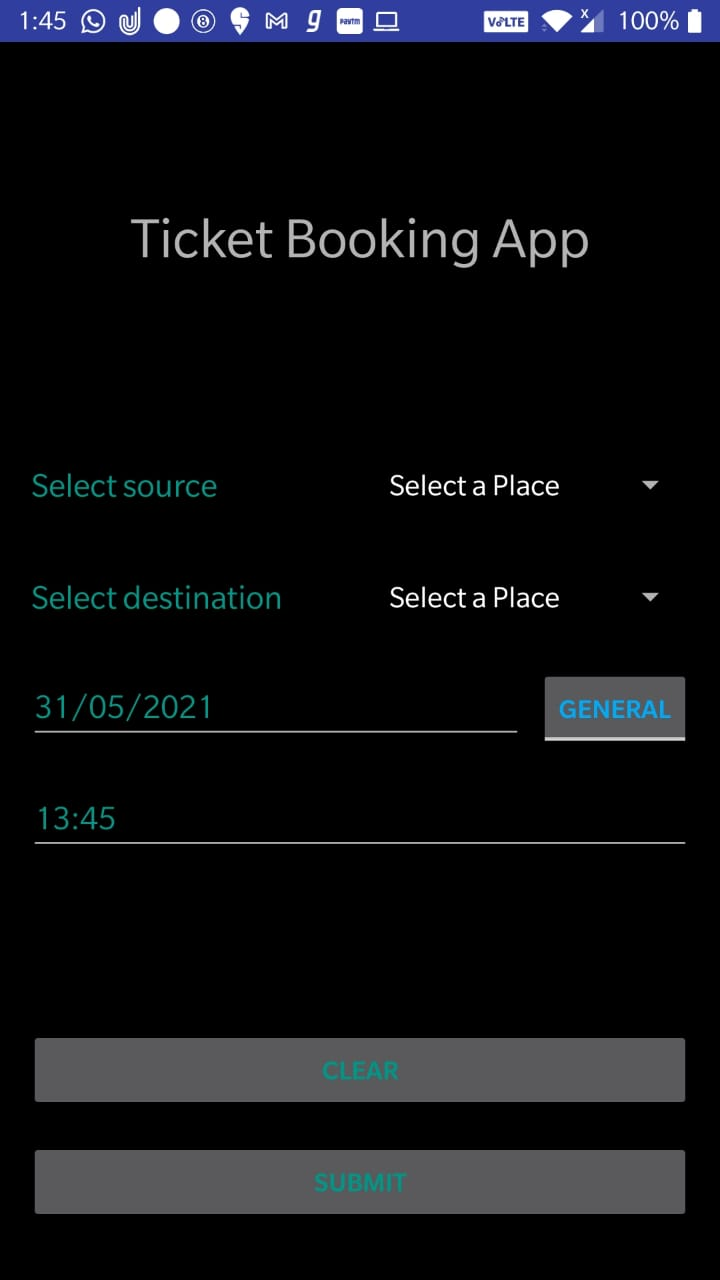 1:45 paytm VoLTE X 100%
Ticket Booking App
Select source Select a Place
Select destination Select a Place
31/05/2021 GENERAL
13:45
CLEAR
SUBMIT